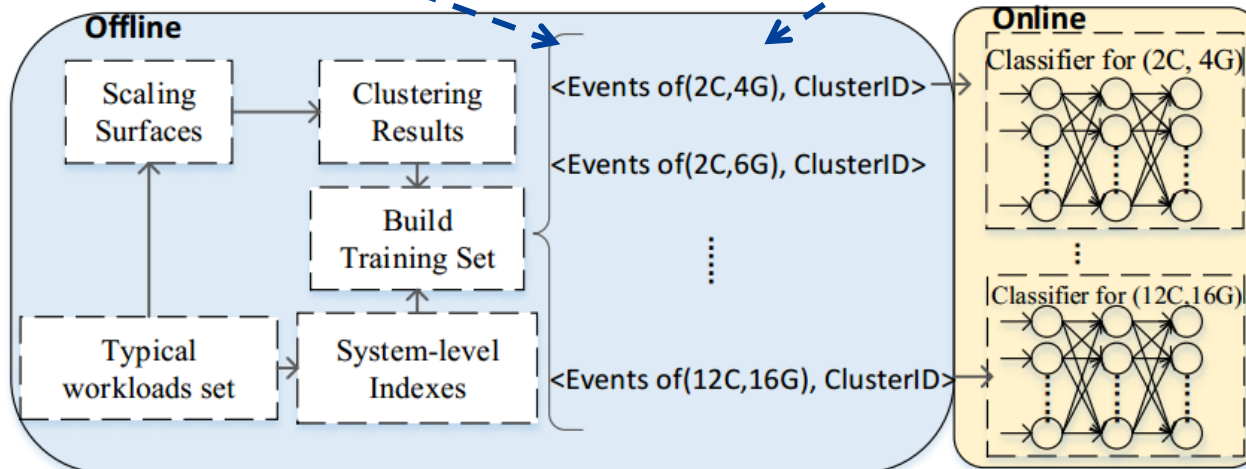 Offline
Scaling
Surfaces
Clustering
Results
Build
Training Set
Typical
workloads set
System-level
Indexes
<Events of(2C,4G), ClusterID>
<Events of(2C,6G), ClusterID>
<Events of(12C,16G), ClusterID>
Online
Classifier for (2C, 4G)
Classifier for (12C,16G)